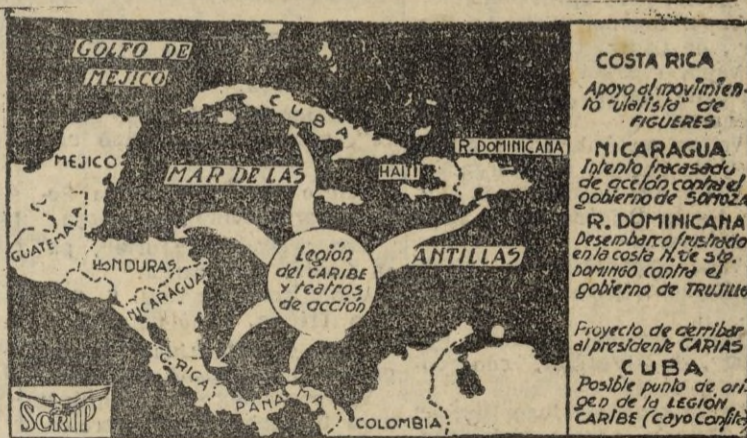 GOLFO DE
MEJICO
CUBA
MEJICO
MAR DE LAS
HAITI
R. DOMINICANA
GUATEMALA
HONDURAS
NICARAGUA
Legión
del CARIBE
y teatros
de acción
ANTILLAS
C. RICA
PANAMA
COLOMBIA
SCRIP
COSTA RICA
Apoyo al movimien-
to "ulatista" de
FIGUERES
NICARAGUA
Intento fracasado
de acción contra el
gobierno de SOMOZA
R. DOMINICANA
Desembarco frustrado
en la costa N. de Sto.
DOMINGO contra el
gobierno de TRUJILLO
Proyecto de derribar
al presidente CARIAS
CUBA
Posible punto de ori-
gen de la LEGIÓN
CARIBE (Cayo Confites)